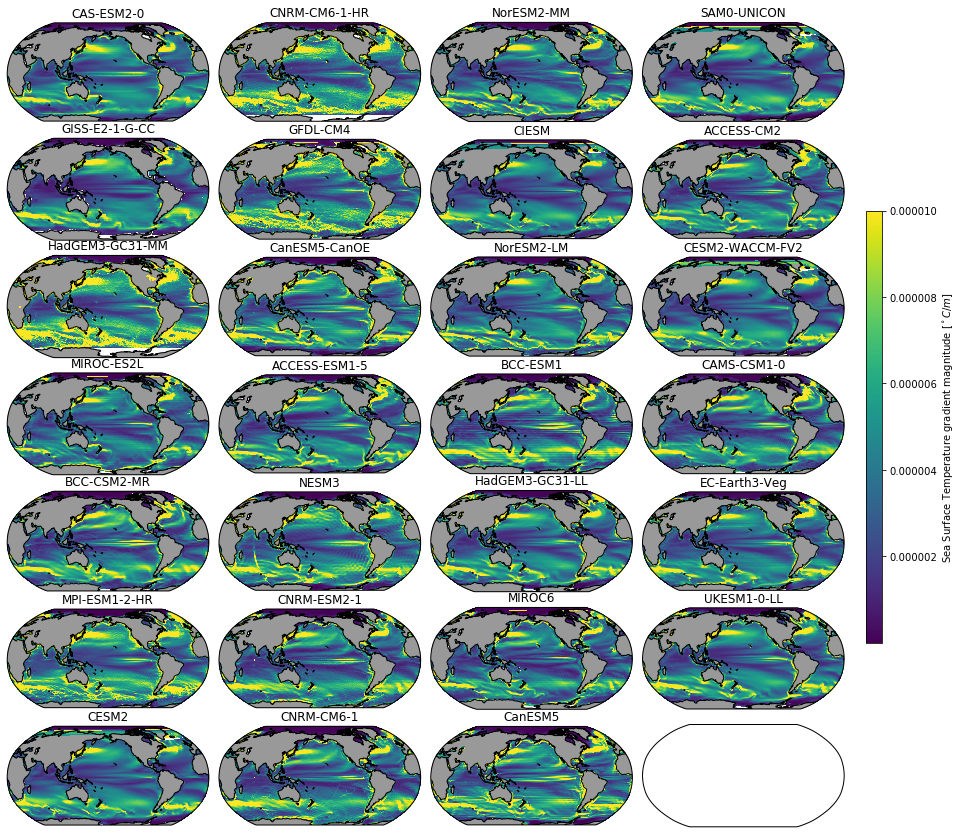 CAS-ESM2-0
CNRM-CM6-1-HR
NorESM2-MM
SAM0-UNICON
GISS-E2-1-G-CC
GFDL-CM4
CIESM
ACCESS-CM2
HadGEM3-GC31-MM
CanESM5-CanOE
NorESM2-LM
CESM2-WACCM-FV2
MIROC-ES2L
ACCESS-ESM1-5
BCC-ESM1
CAMS-CSM1-0
BCC-CSM2-MR
NESM3
HadGEM3-GC31-LL
EC-Earth3-Veg
MPI-ESM1-2-HR
CNRM-ESM2-1
MIROC6
UKESM1-0-LL
CESM2
CNRM-CM6-1
CanESM5
0.000010
0.000008
0.000006
0.000004
0.000002
Sea Surface Temperature gradient magnitude [$^\circ C/m$]